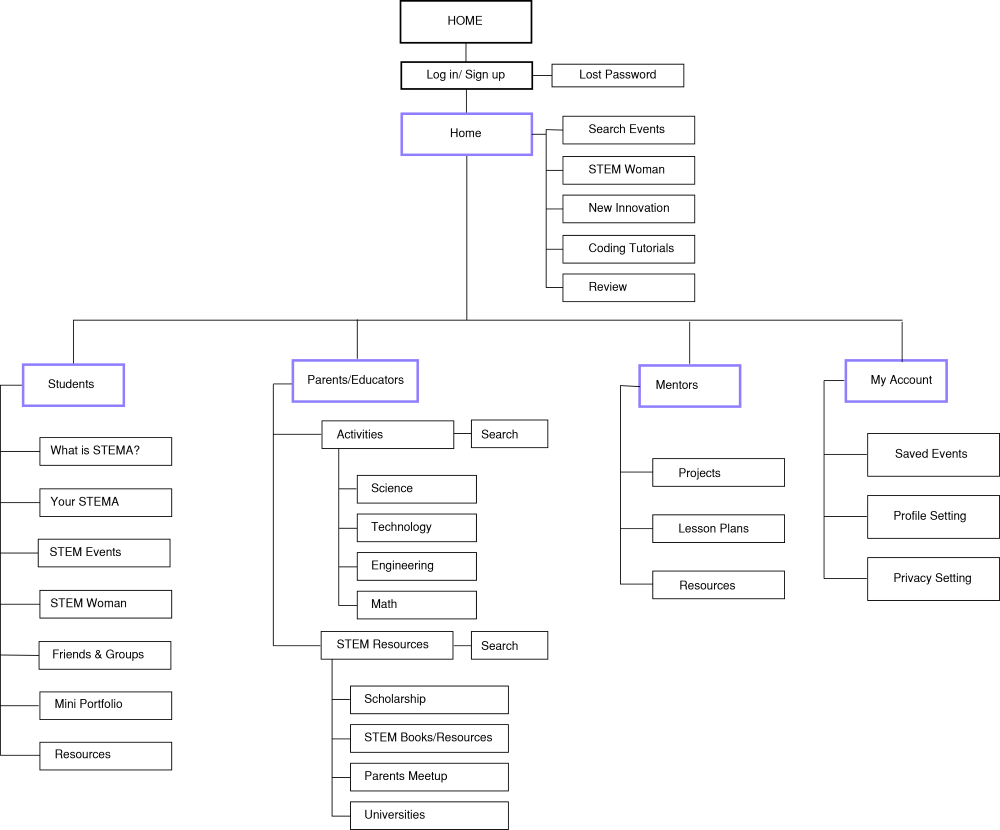 HOME
Log in/ Sign up
Lost Password
Home
Search Events
STEM Woman
New Innovation
Coding Tutorials
Review
Students
What is STEMA?
Your STEMA
STEM Events
STEM Woman
Friends & Groups
Mini Portfolio
Resources
Parents/Educators
Activities
Search
Science
Technology
Engineering
Math
STEM Resources
Search
Scholarship
STEM Books/Resources
Parents Meetup
Universities
Mentors
Projects
Lesson Plans
Resources
My Account
Saved Events
Profile Setting
Privacy Setting